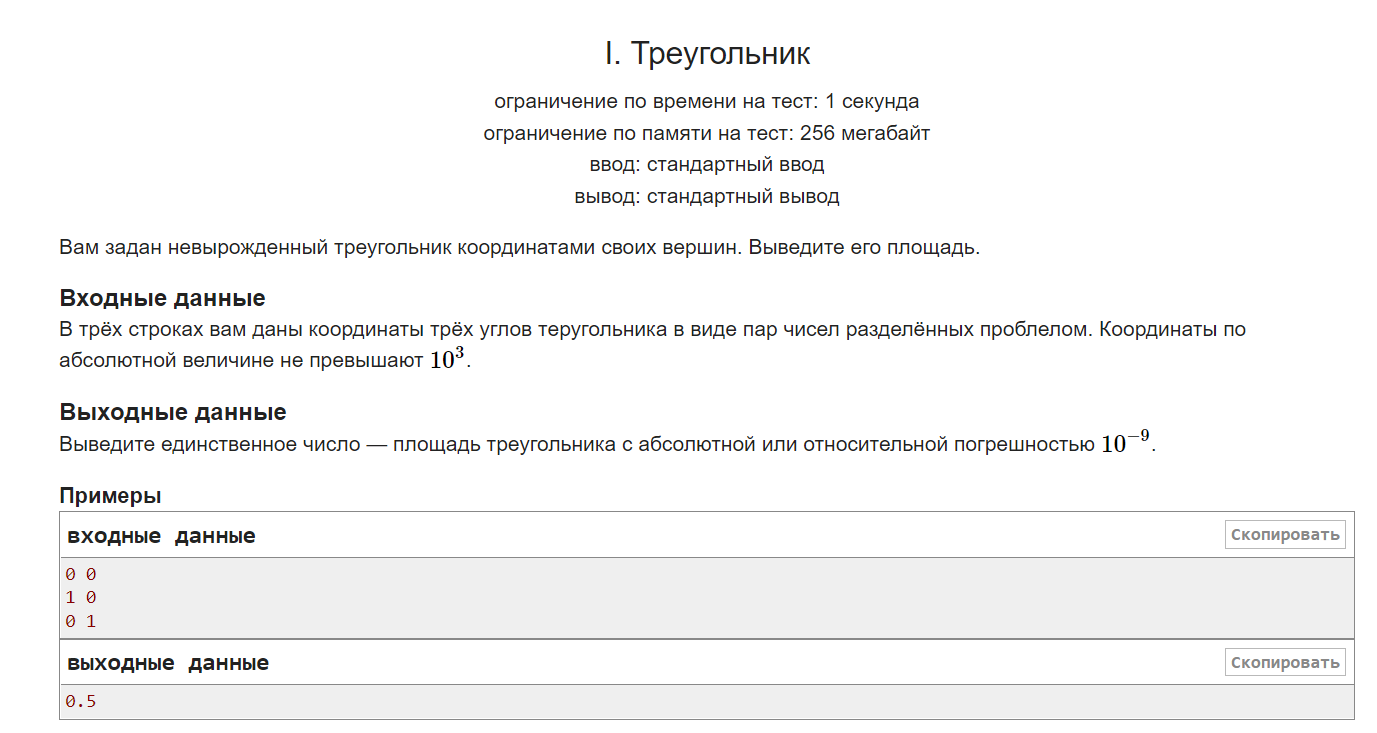 I. Треугольник
ограничение по времени на тест: 1 секунда
ограничение по памяти на тест: 256 мегабайт
ввод: стандартный ввод
вывод: стандартный вывод
Вам задан невырожденный треугольник координатами своих вершин. Выведите его площадь.
Входные данные
В трёх строках вам даны координаты трёх углов теругольника в виде пар чисел разделённых проблелом. Координаты по
абсолютной величине не превышают 10³.
Выходные данные
Выведите единственное число — площадь треугольника с абсолютной или относительной погрешностью 10⁻⁹.
Примеры
входные данные Скопировать
0 0
1 0
0 1
выходные данные Скопировать
0.5